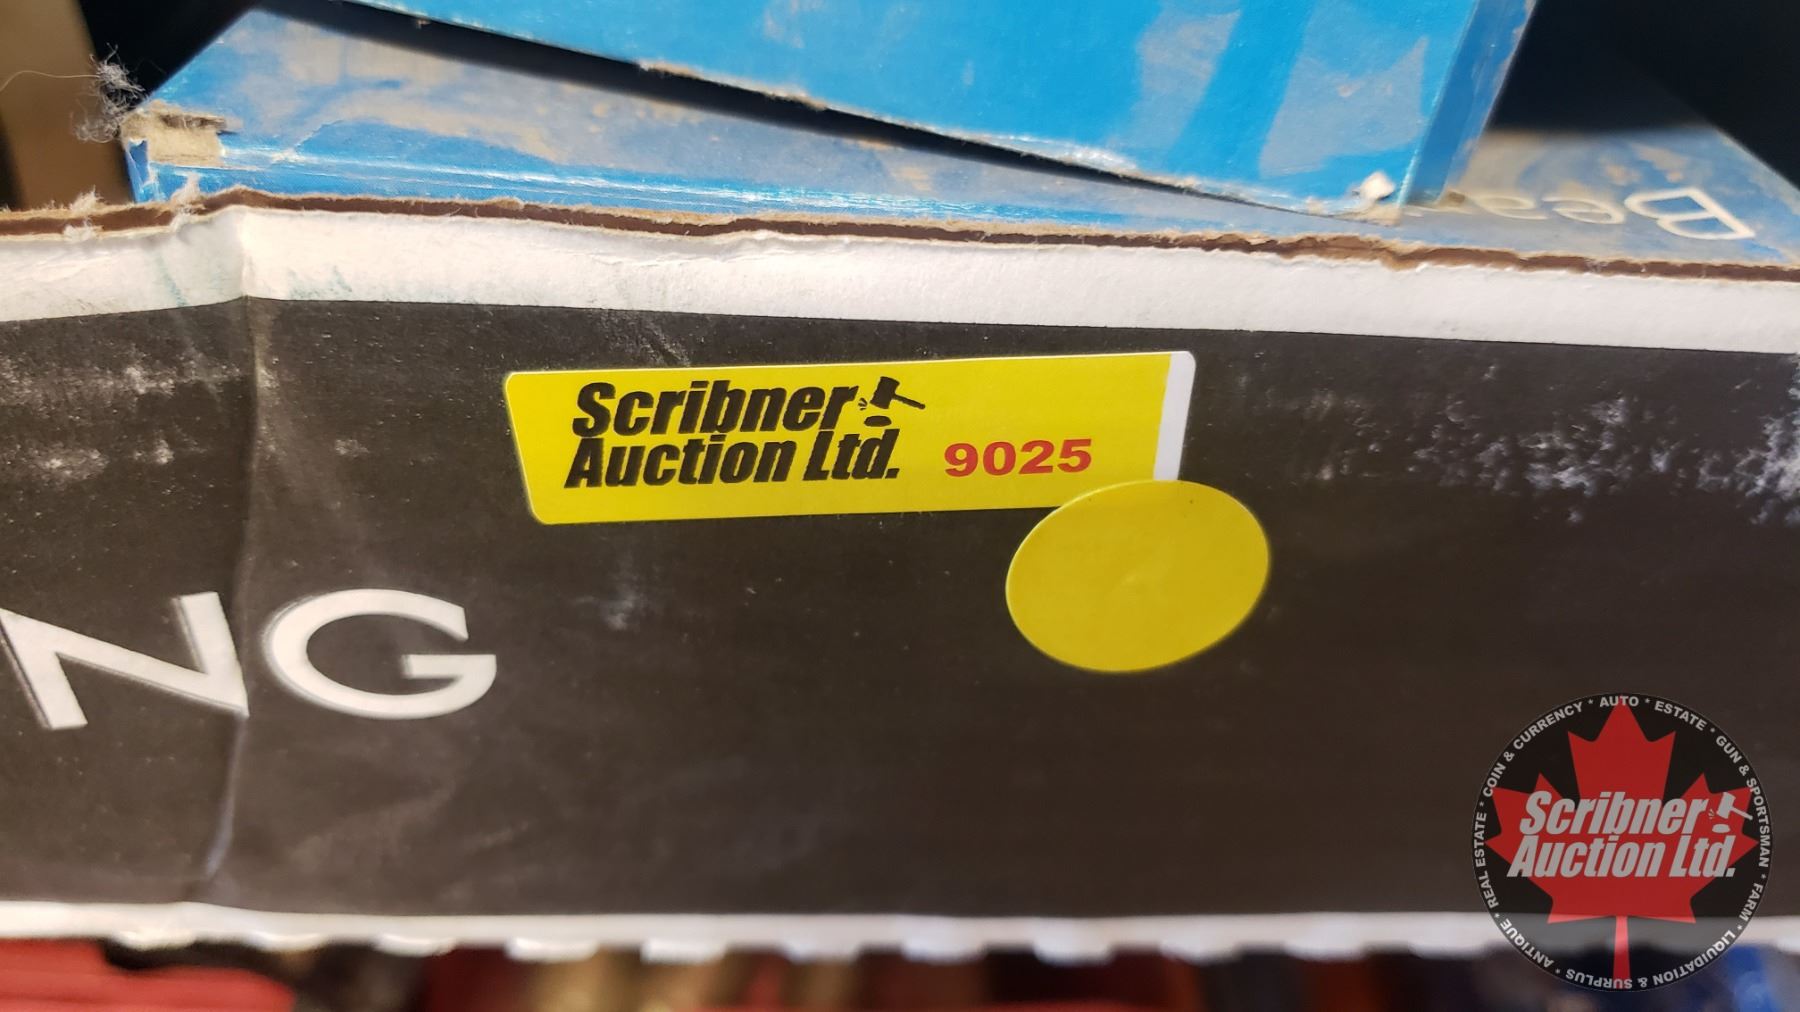 Scribner
Auction Ltd. 9025
NG
Scribner
Auction Ltd.
ANTIQUE * REAL ESTATE * COIN & CURRENCY * AUTO * ESTATE * GUN & SPORTSMAN * FARM * LIQUIDATION & SURPLUS *